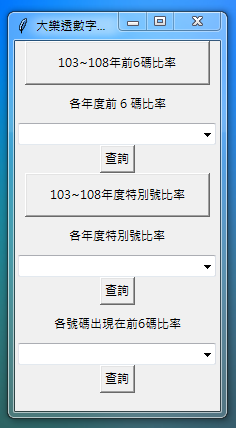 大樂透數字...
103~108年前6碼比率
各年度前 6 碼比率
查詢
103~108年度特別號比率
各年度特別號比率
查詢
各號碼出現在前6碼比率
查詢